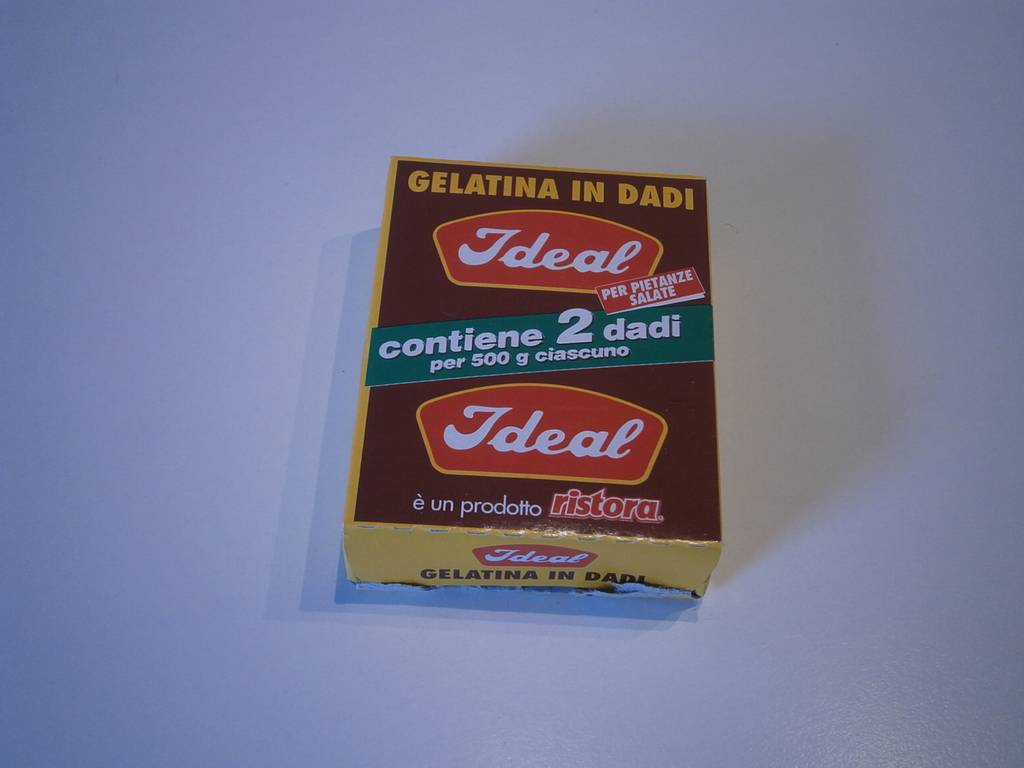 GELATINA IN DADI
Ideal
PER PIETANZE
SALATE
contiene 2 dadi
per 500 g ciascuno
Ideal
è un prodotto ristora
Ideal
GELATINA IN DADI